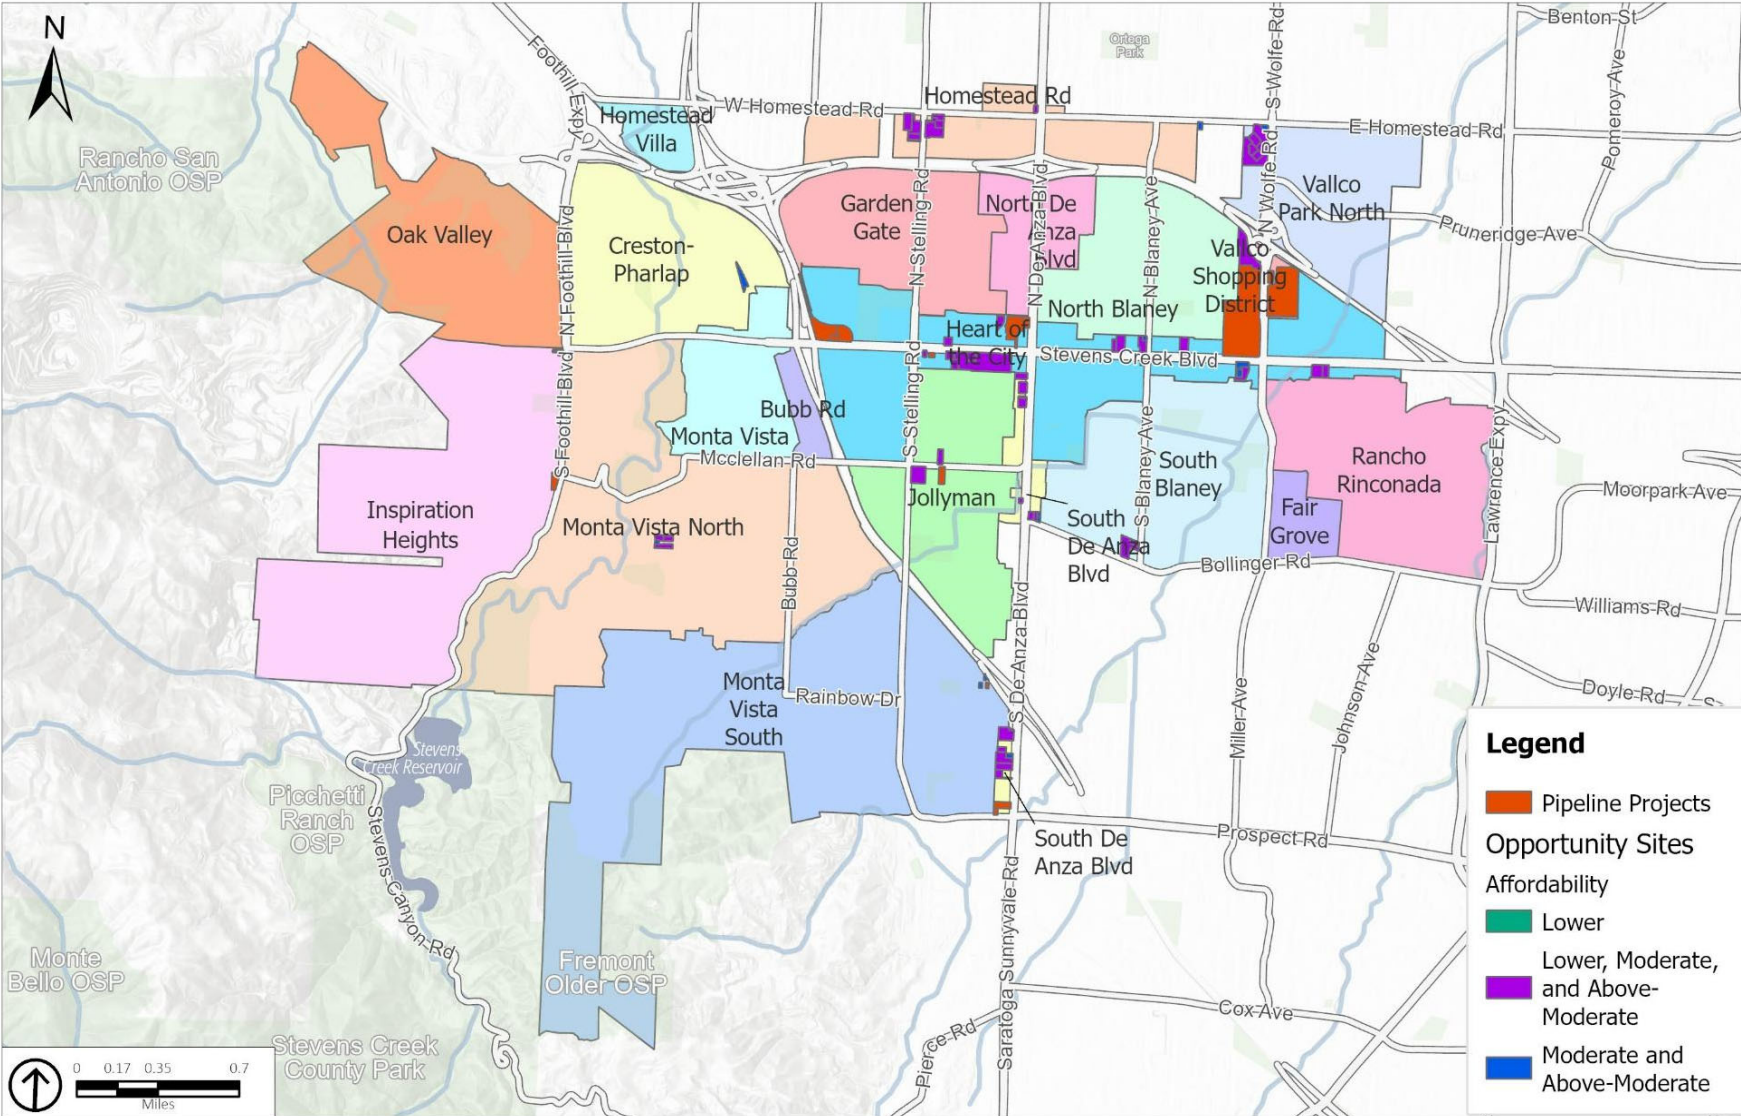 N
Benton St
Foothill Expy
Ortega
Park
S Wolfe Rd
Pomeroy Ave
Homestead Rd
W Homestead Rd
Homestead
Villa
E Homestead Rd
Rancho San
Antonio OSP
Vallco
Park North
Garden
Gate
North De
Anza
Blvd
N Stelling Rd
N De Anza Blvd
N Blaney Ave
N Wolfe Rd
Pruneridge Ave
Oak Valley
Creston-
Pharlap
N Foothill Blvd
Vallco
Shopping
District
North Blaney
Heart of
the City
Stevens Creek Blvd
S Foothill Blvd
S Stelling Rd
Bubb Rd
Monta Vista
Mcclellan Rd
S Blaney Ave
South
Blaney
Rancho
Rinconada
Lawrence Expy
Moorpark Ave
Inspiration
Heights
Monta Vista North
Jollyman
South
De Anza
Blvd
Fair
Grove
Bollinger Rd
Bubb Rd
Williams Rd
S De Anza Blvd
Monta
Vista
South
Rainbow Dr
Miller Ave
Johnson Ave
Doyle Rd
S
Stevens
Creek Reservoir
Picchetti
Ranch
OSP
Stevens Canyon Rd
South De
Anza Blvd
Prospect Rd
Saratoga Sunnyvale Rd
Monte
Bello OSP
Fremont
Older OSP
Cox Ave
Pierce Rd
Stevens Creek
County Park
0 0.17 0.35 0.7
Miles
Legend
Pipeline Projects
Opportunity Sites
Affordability
Lower
Lower, Moderate,
and Above-
Moderate
Moderate and
Above-Moderate